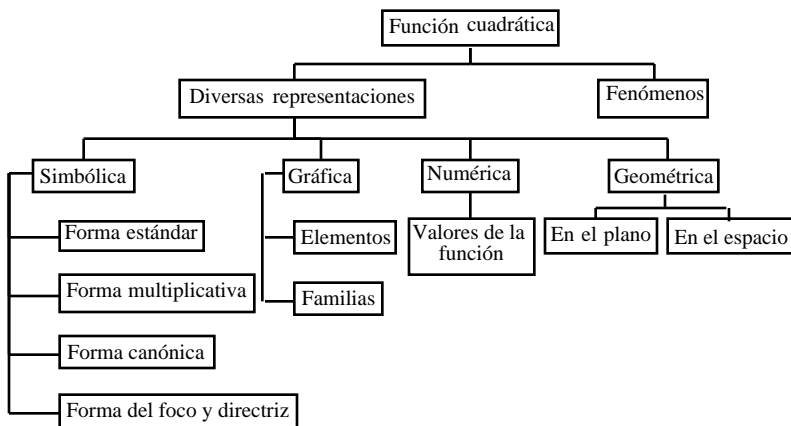 Función cuadrática
Diversas representaciones
Fenómenos
Simbólica
Gráfica
Numérica
Geométrica
Forma estándar
Elementos
Valores de la
función
En el plano
En el espacio
Forma multiplicativa
Familias
Forma canónica
Forma del foco y directriz